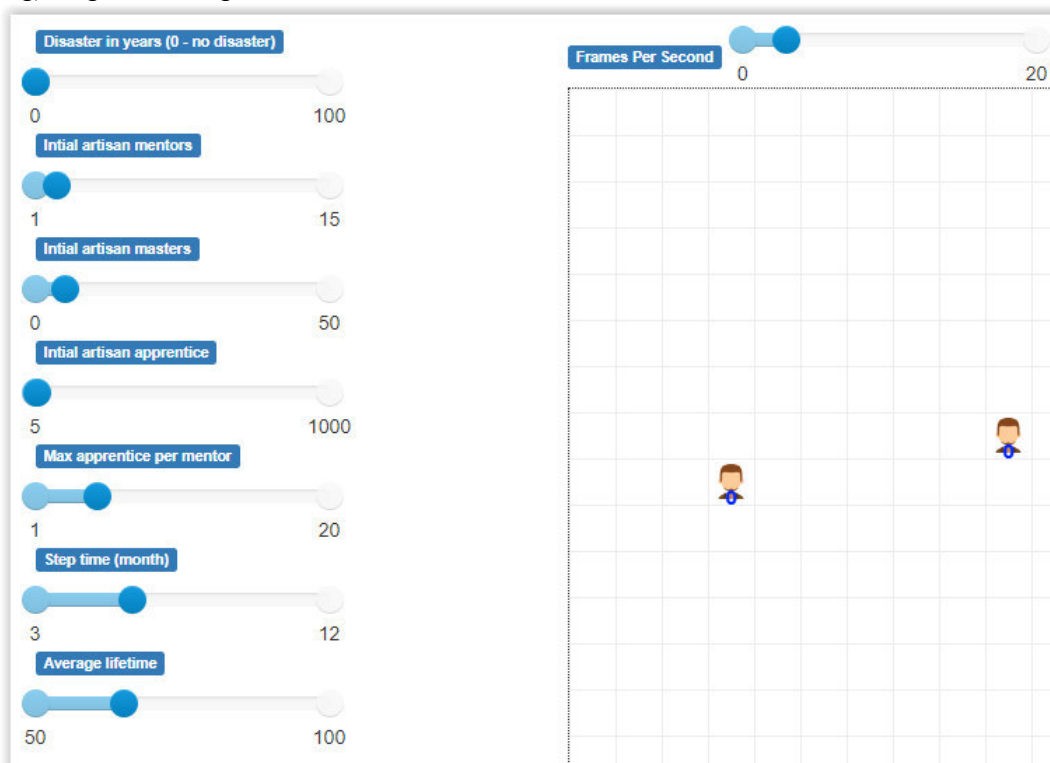 Disaster in years (0 - no disaster)
0 100
Intial artisan mentors
1 15
Intial artisan masters
0 50
Intial artisan apprentice
5 1000
Max apprentice per mentor
1 20
Step time (month)
3 12
Average lifetime
50 100
Frames Per Second
0 20
0
0